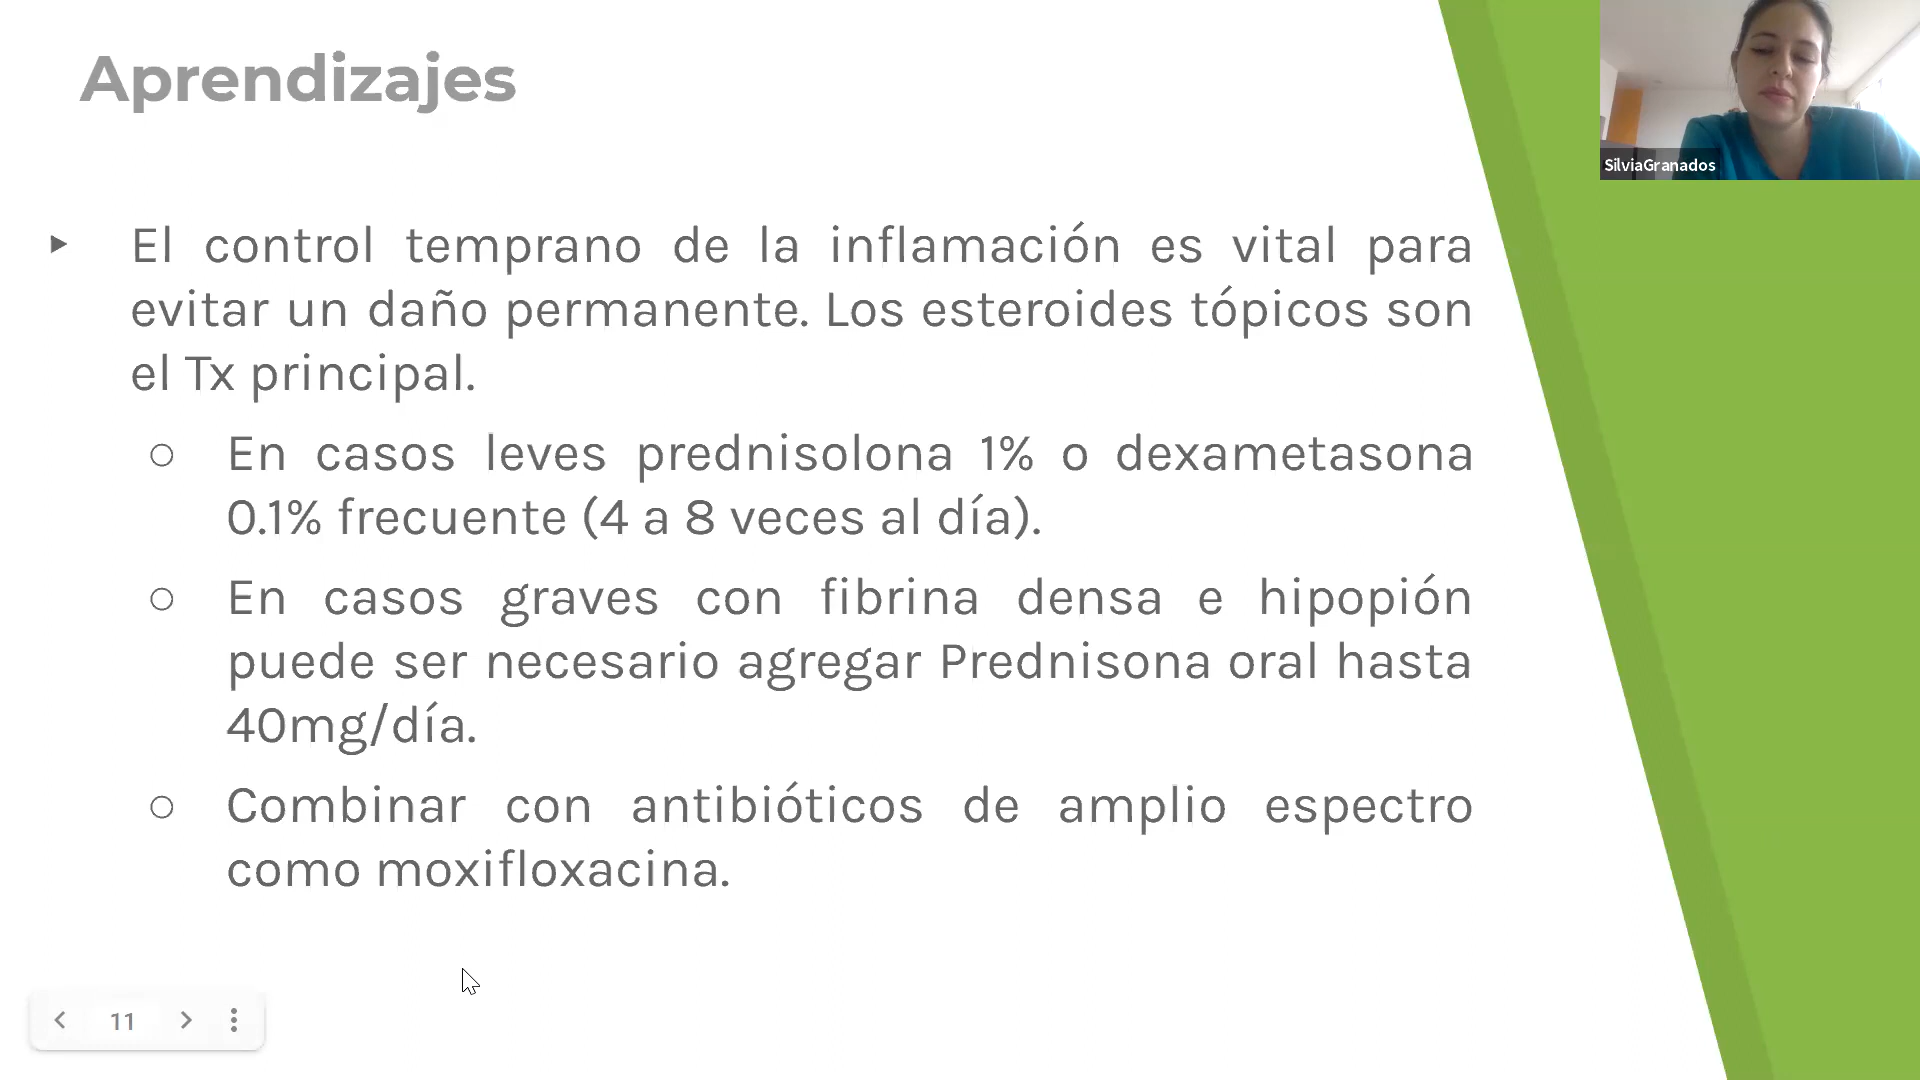 Aprendizajes
SilviaGranados
▸ El control temprano de la inflamación es vital para
evitar un daño permanente. Los esteroides tópicos son
el Tx principal.
○ En casos leves prednisolona 1% o dexametasona
0.1% frecuente (4 a 8 veces al día).
○ En casos graves con fibrina densa e hipopión
puede ser necesario agregar Prednisona oral hasta
40mg/día.
○ Combinar con antibióticos de amplio espectro
como moxifloxacina.
11